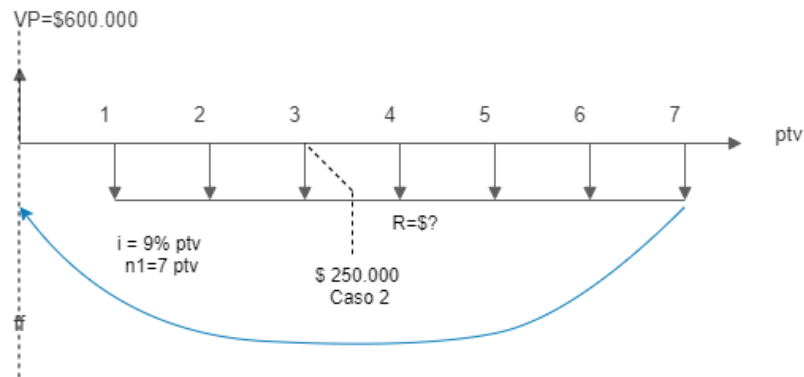 VP=$600.000
1 2 3 4 5 6 7
ptv
R=$?
i = 9% ptv
n1=7 ptv
$ 250.000
Caso 2
ff